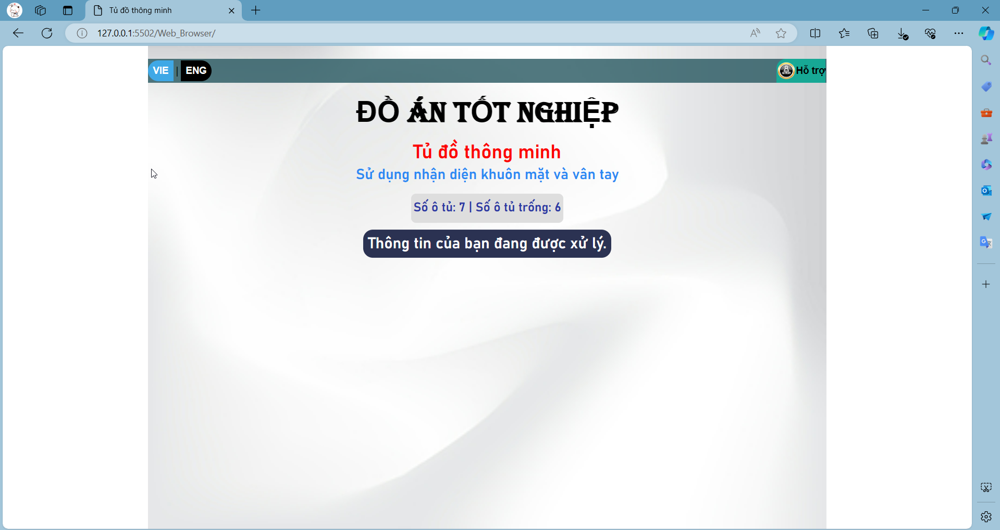 Tủ đồ thông minh
127.0.0.1:5502/Web_Browser/
VIE | ENG
SUPPORT
Hỗ trợ
ĐỒ ÁN TỐT NGHIỆP
Tủ đồ thông minh
Sử dụng nhận diện khuôn mặt và vân tay
Số ô tủ: 7 | Số ô tủ trống: 6
Thông tin của bạn đang được xử lý.